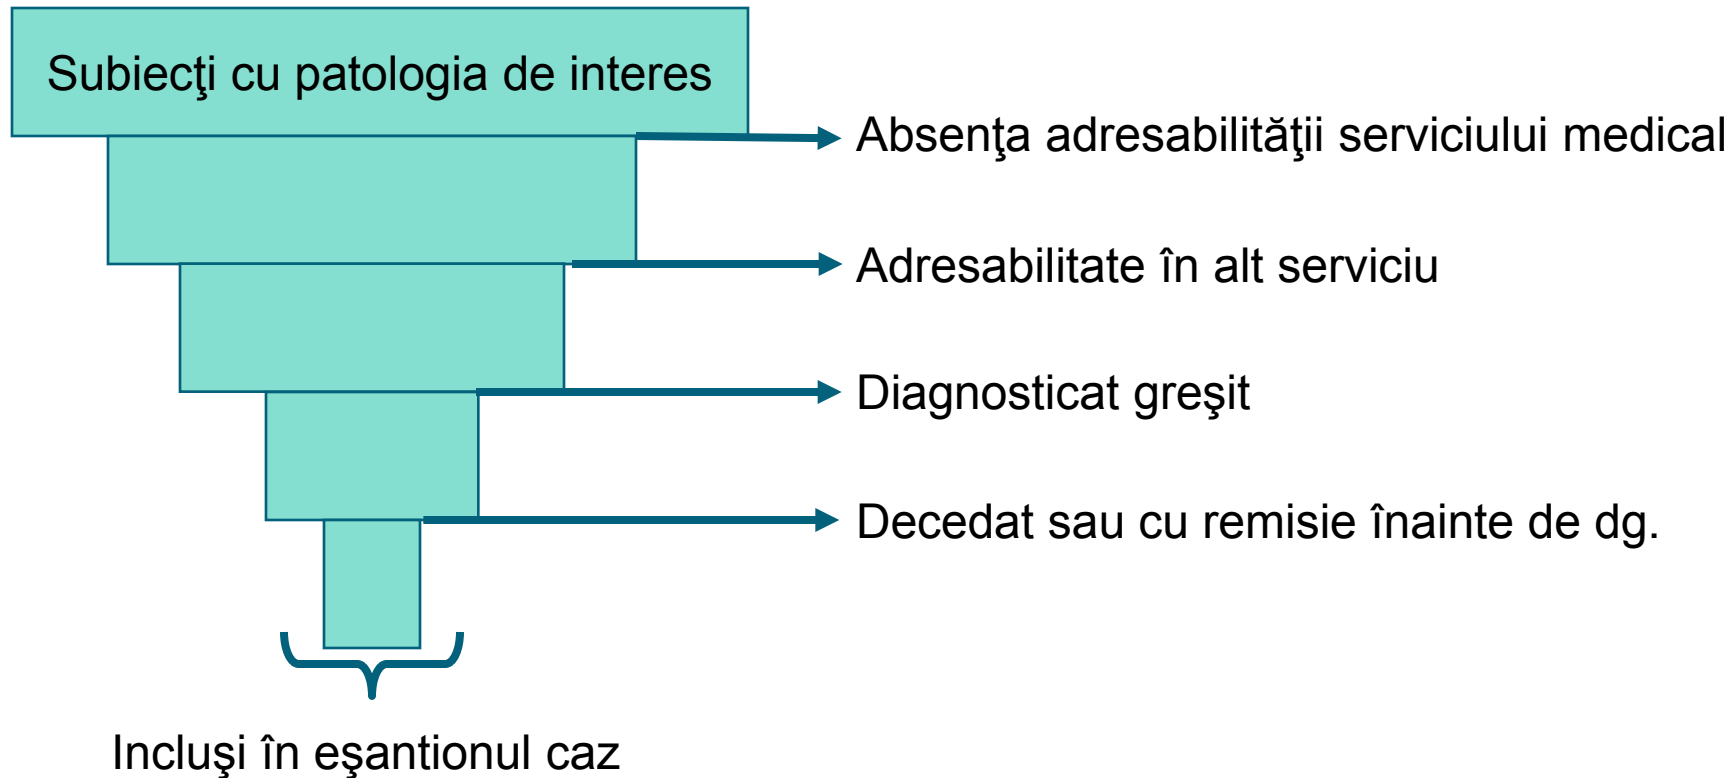 Subiecţi cu patologia de interes
Absenţa adresabilităţii serviciului medical
Adresabilitate în alt serviciu
Diagnosticat greşit
Decedat sau cu remisie înainte de dg.
Incluşi în eşantionul caz